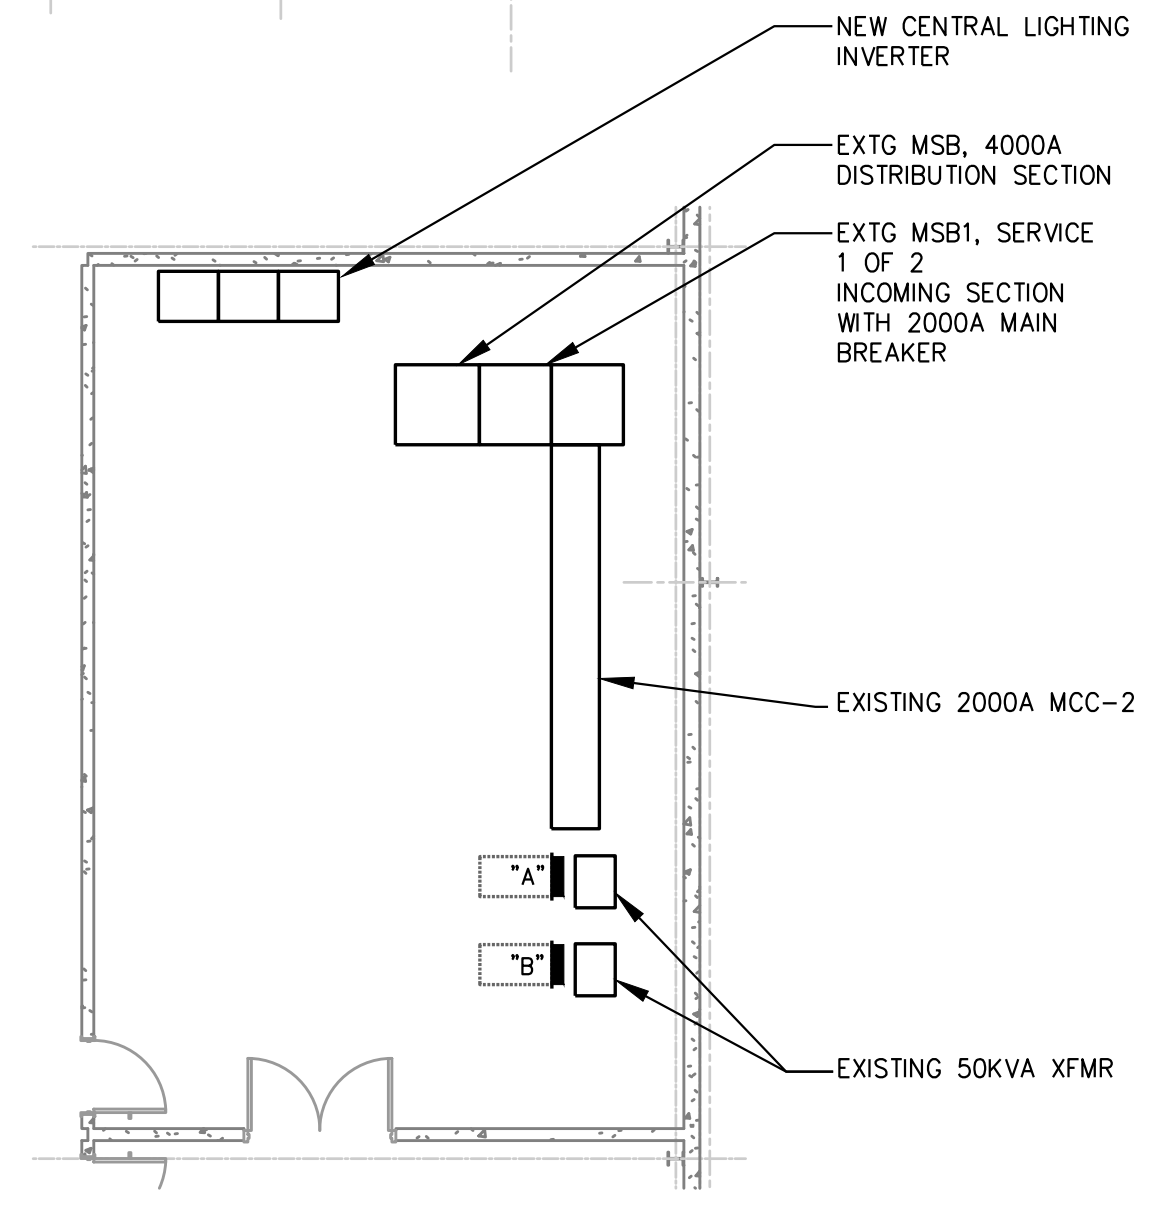 NEW CENTRAL LIGHTING
INVERTER
EXTG MSB, 4000A
DISTRIBUTION SECTION
EXTG MSB1, SERVICE
1 OF 2
INCOMING SECTION
WITH 2000A MAIN
BREAKER
EXISTING 2000A MCC-2
"A"
"B"
EXISTING 50KVA XFMR